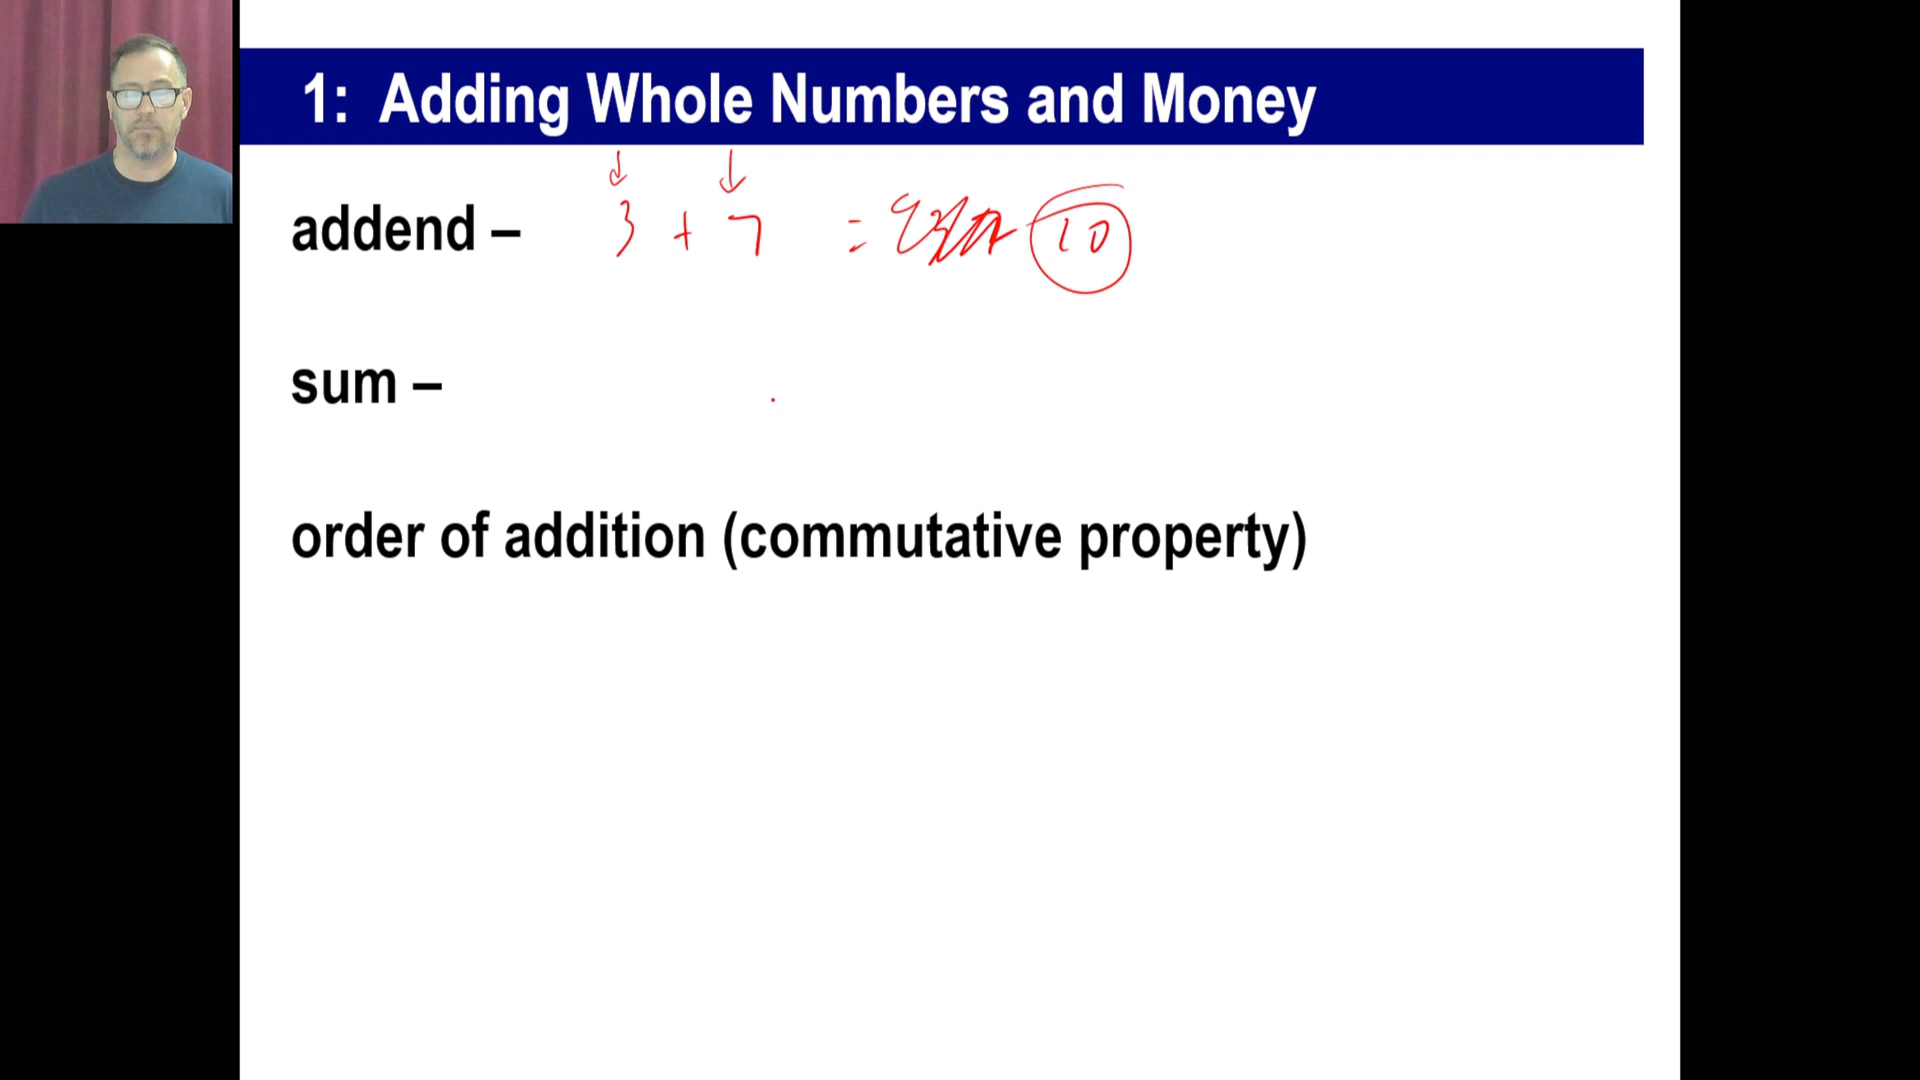 1: Adding Whole Numbers and Money
addend – 3 + 7 = 10
sum –
order of addition (commutative property)